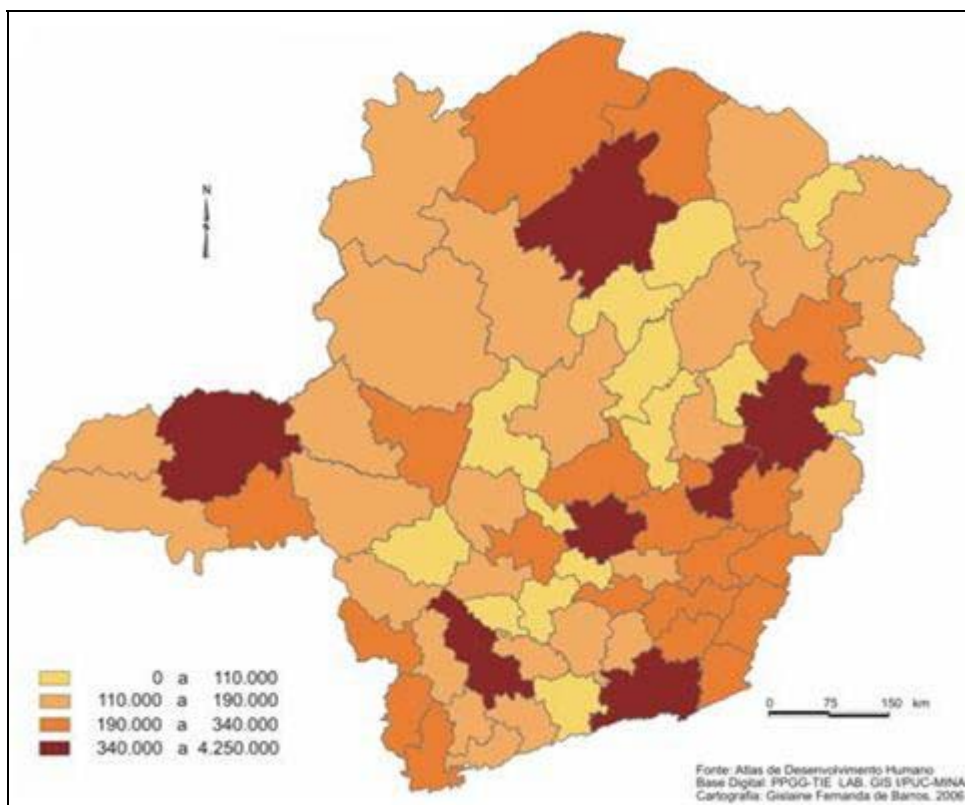 N
0 a 110.000
110.000 a 190.000
190.000 a 340.000
340.000 a 4.250.000
0 75 150 km
Fonte: Atlas de Desenvolvimento Humano
Base Digital: PPGG-TIE LAB. GIS I/PUC-MINA
Cartografia: Gislaine Fernanda de Barros, 2006